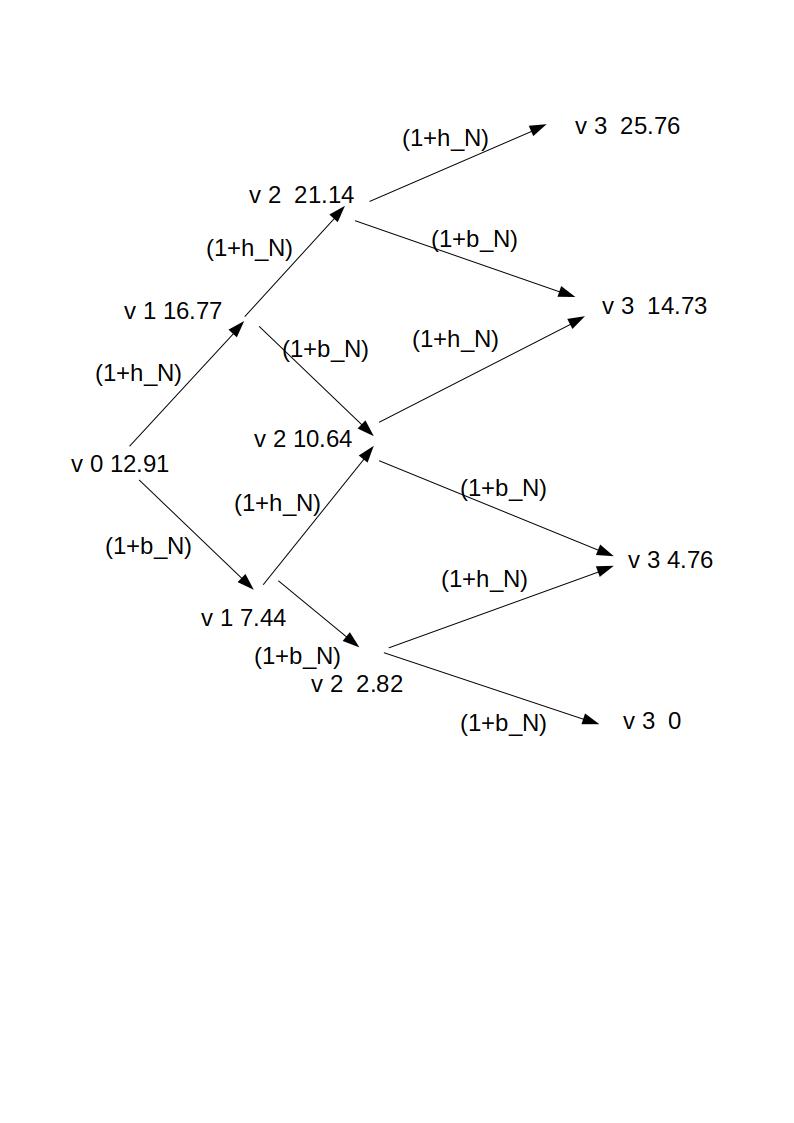 v 3  25.76
(1+h_N)
v 2  21.14
(1+b_N)
(1+h_N)
v 3  14.73
v 1 16.77
(1+h_N)
(1+b_N)
(1+h_N)
v 2 10.64
v 0 12.91
(1+b_N)
(1+h_N)
(1+b_N)
v 3 4.76
(1+h_N)
v 1 7.44
(1+b_N)
v 2  2.82
(1+b_N)
v 3  0